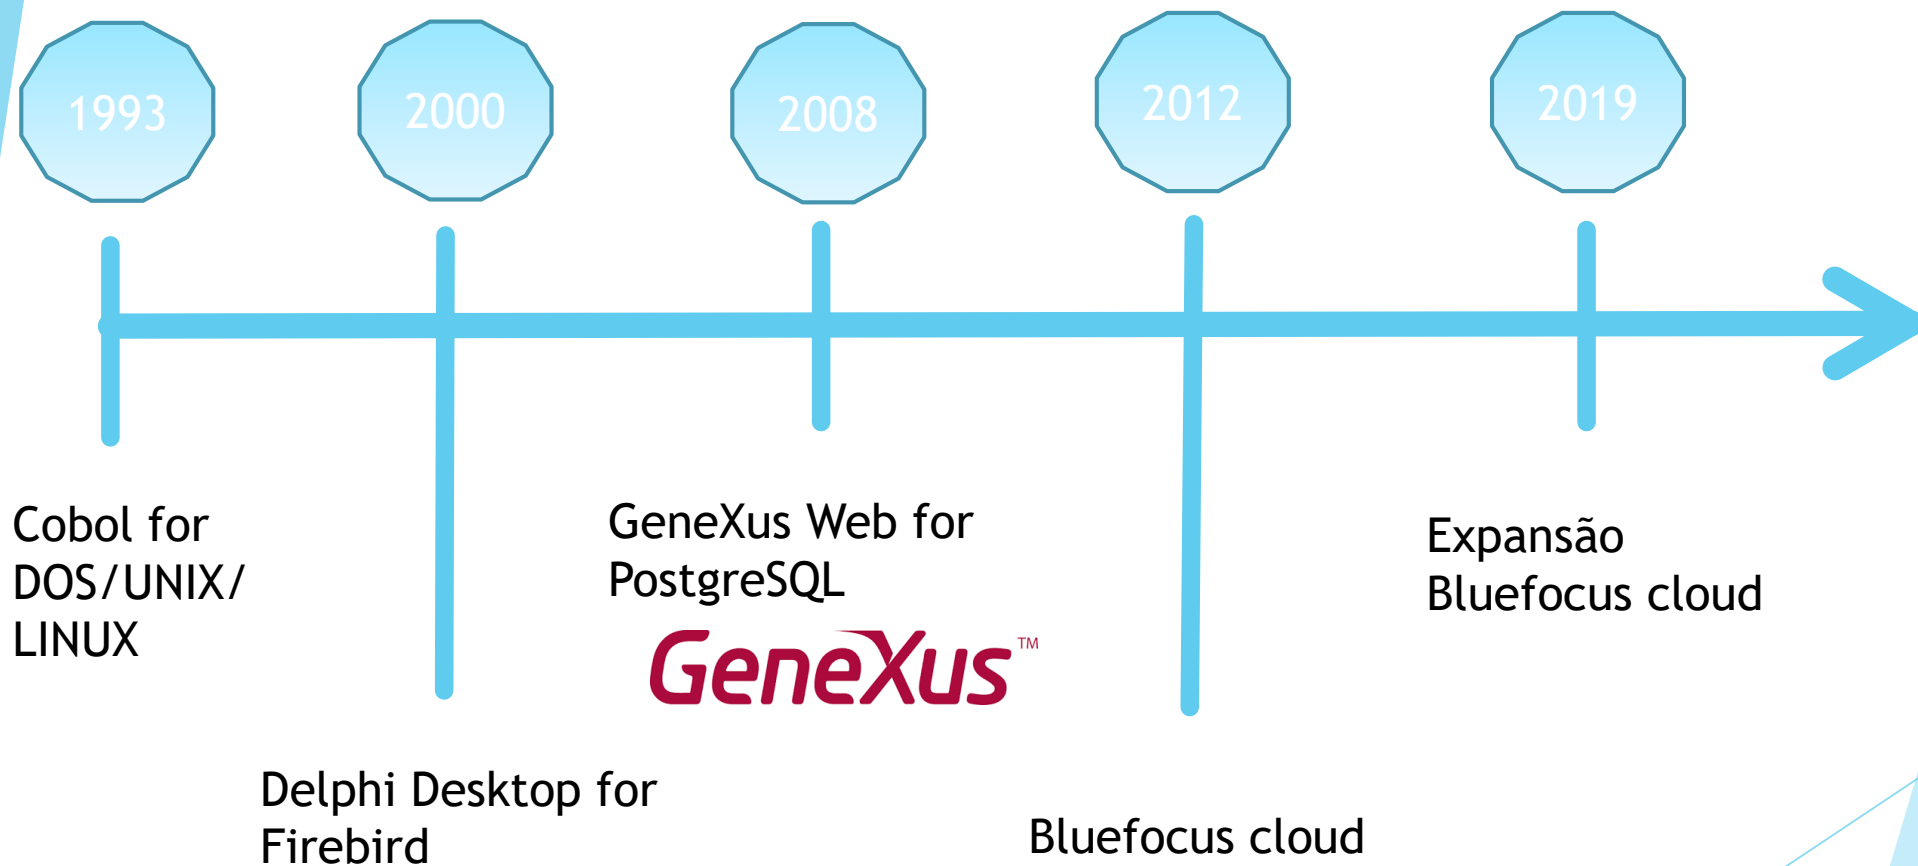 1993
2000
2008
2012
2019
Cobol for
DOS/UNIX/
LINUX
GeneXus Web for
PostgreSQL
GeneXus™
Expansão
Bluefocus cloud
Delphi Desktop for
Firebird
Bluefocus cloud